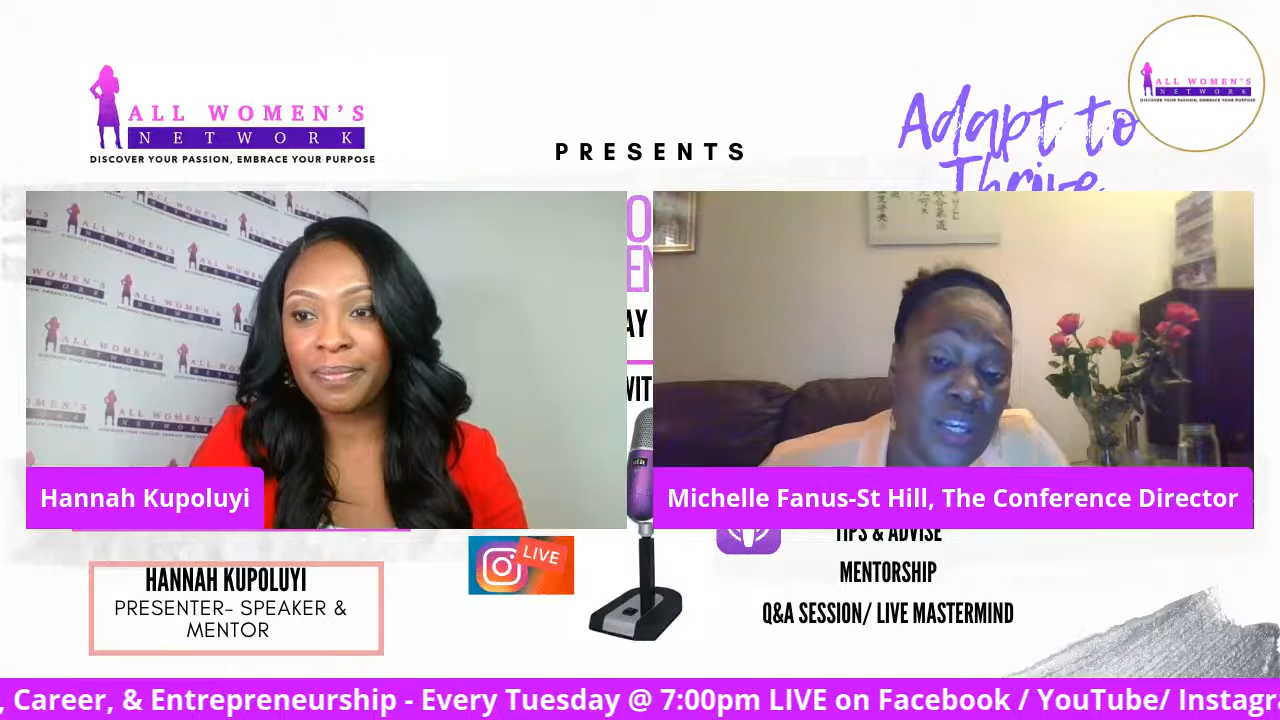 ALL WOMEN'S
NETWORK
DISCOVER YOUR PASSION, EMBRACE YOUR PURPOSE
PRESENTS
Adapt to
Thrive
ALL WOMEN'S
NETWORK
DISCOVER YOUR PASSION, EMBRACE YOUR PURPOSE
Hannah Kupoluyi
Michelle Fanus-St Hill, The Conference Director
TIPS & ADVISE
MENTORSHIP
Q&A SESSION/ LIVE MASTERMIND
LIVE
HANNAH KUPOLUYI
PRESENTER– SPEAKER &
MENTOR
, Career, & Entrepreneurship - Every Tuesday @ 7:00pm LIVE on Facebook / YouTube/ Instagra